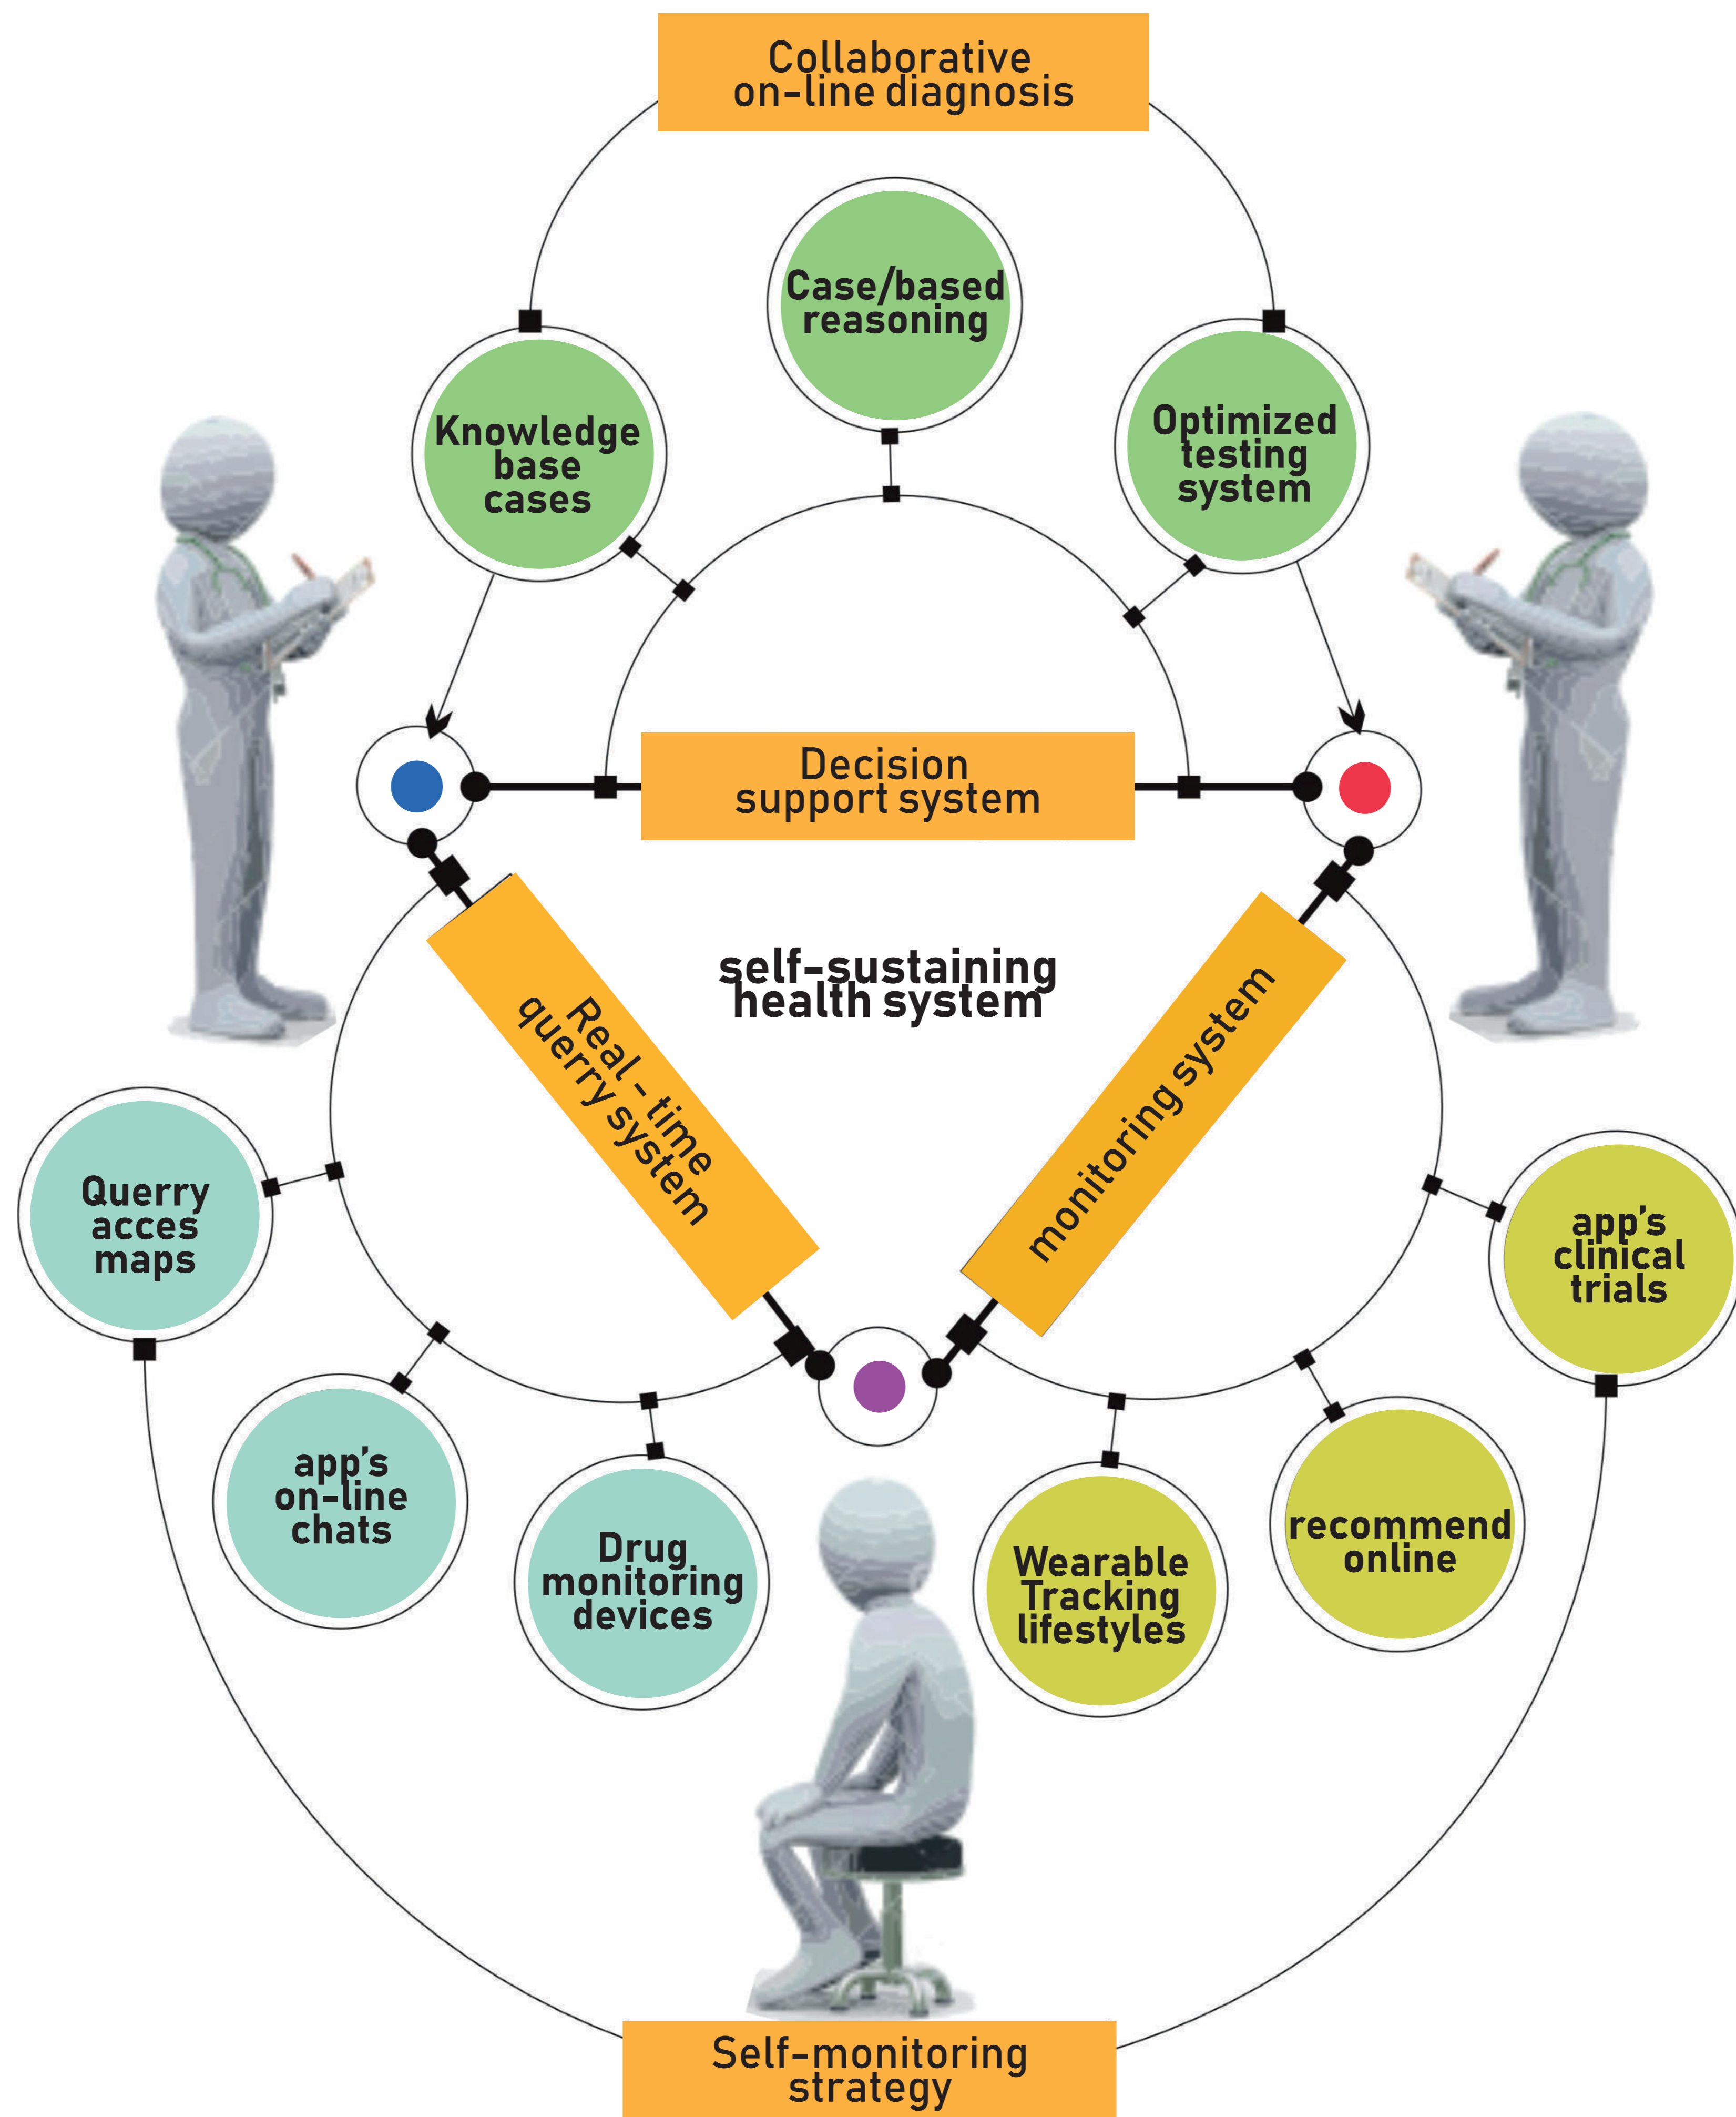 Collaborative
on-line diagnosis
Case/based
reasoning
Knowledge
base
cases
Optimized
testing
system
Decision
support system
self-sustaining
health system
Real - time
querry system
monitoring system
Querry
acces
maps
app's
clinical
trials
app's
on-line
chats
Drug
monitoring
devices
Wearable
Tracking
lifestyles
recommend
online
Self-monitoring
strategy